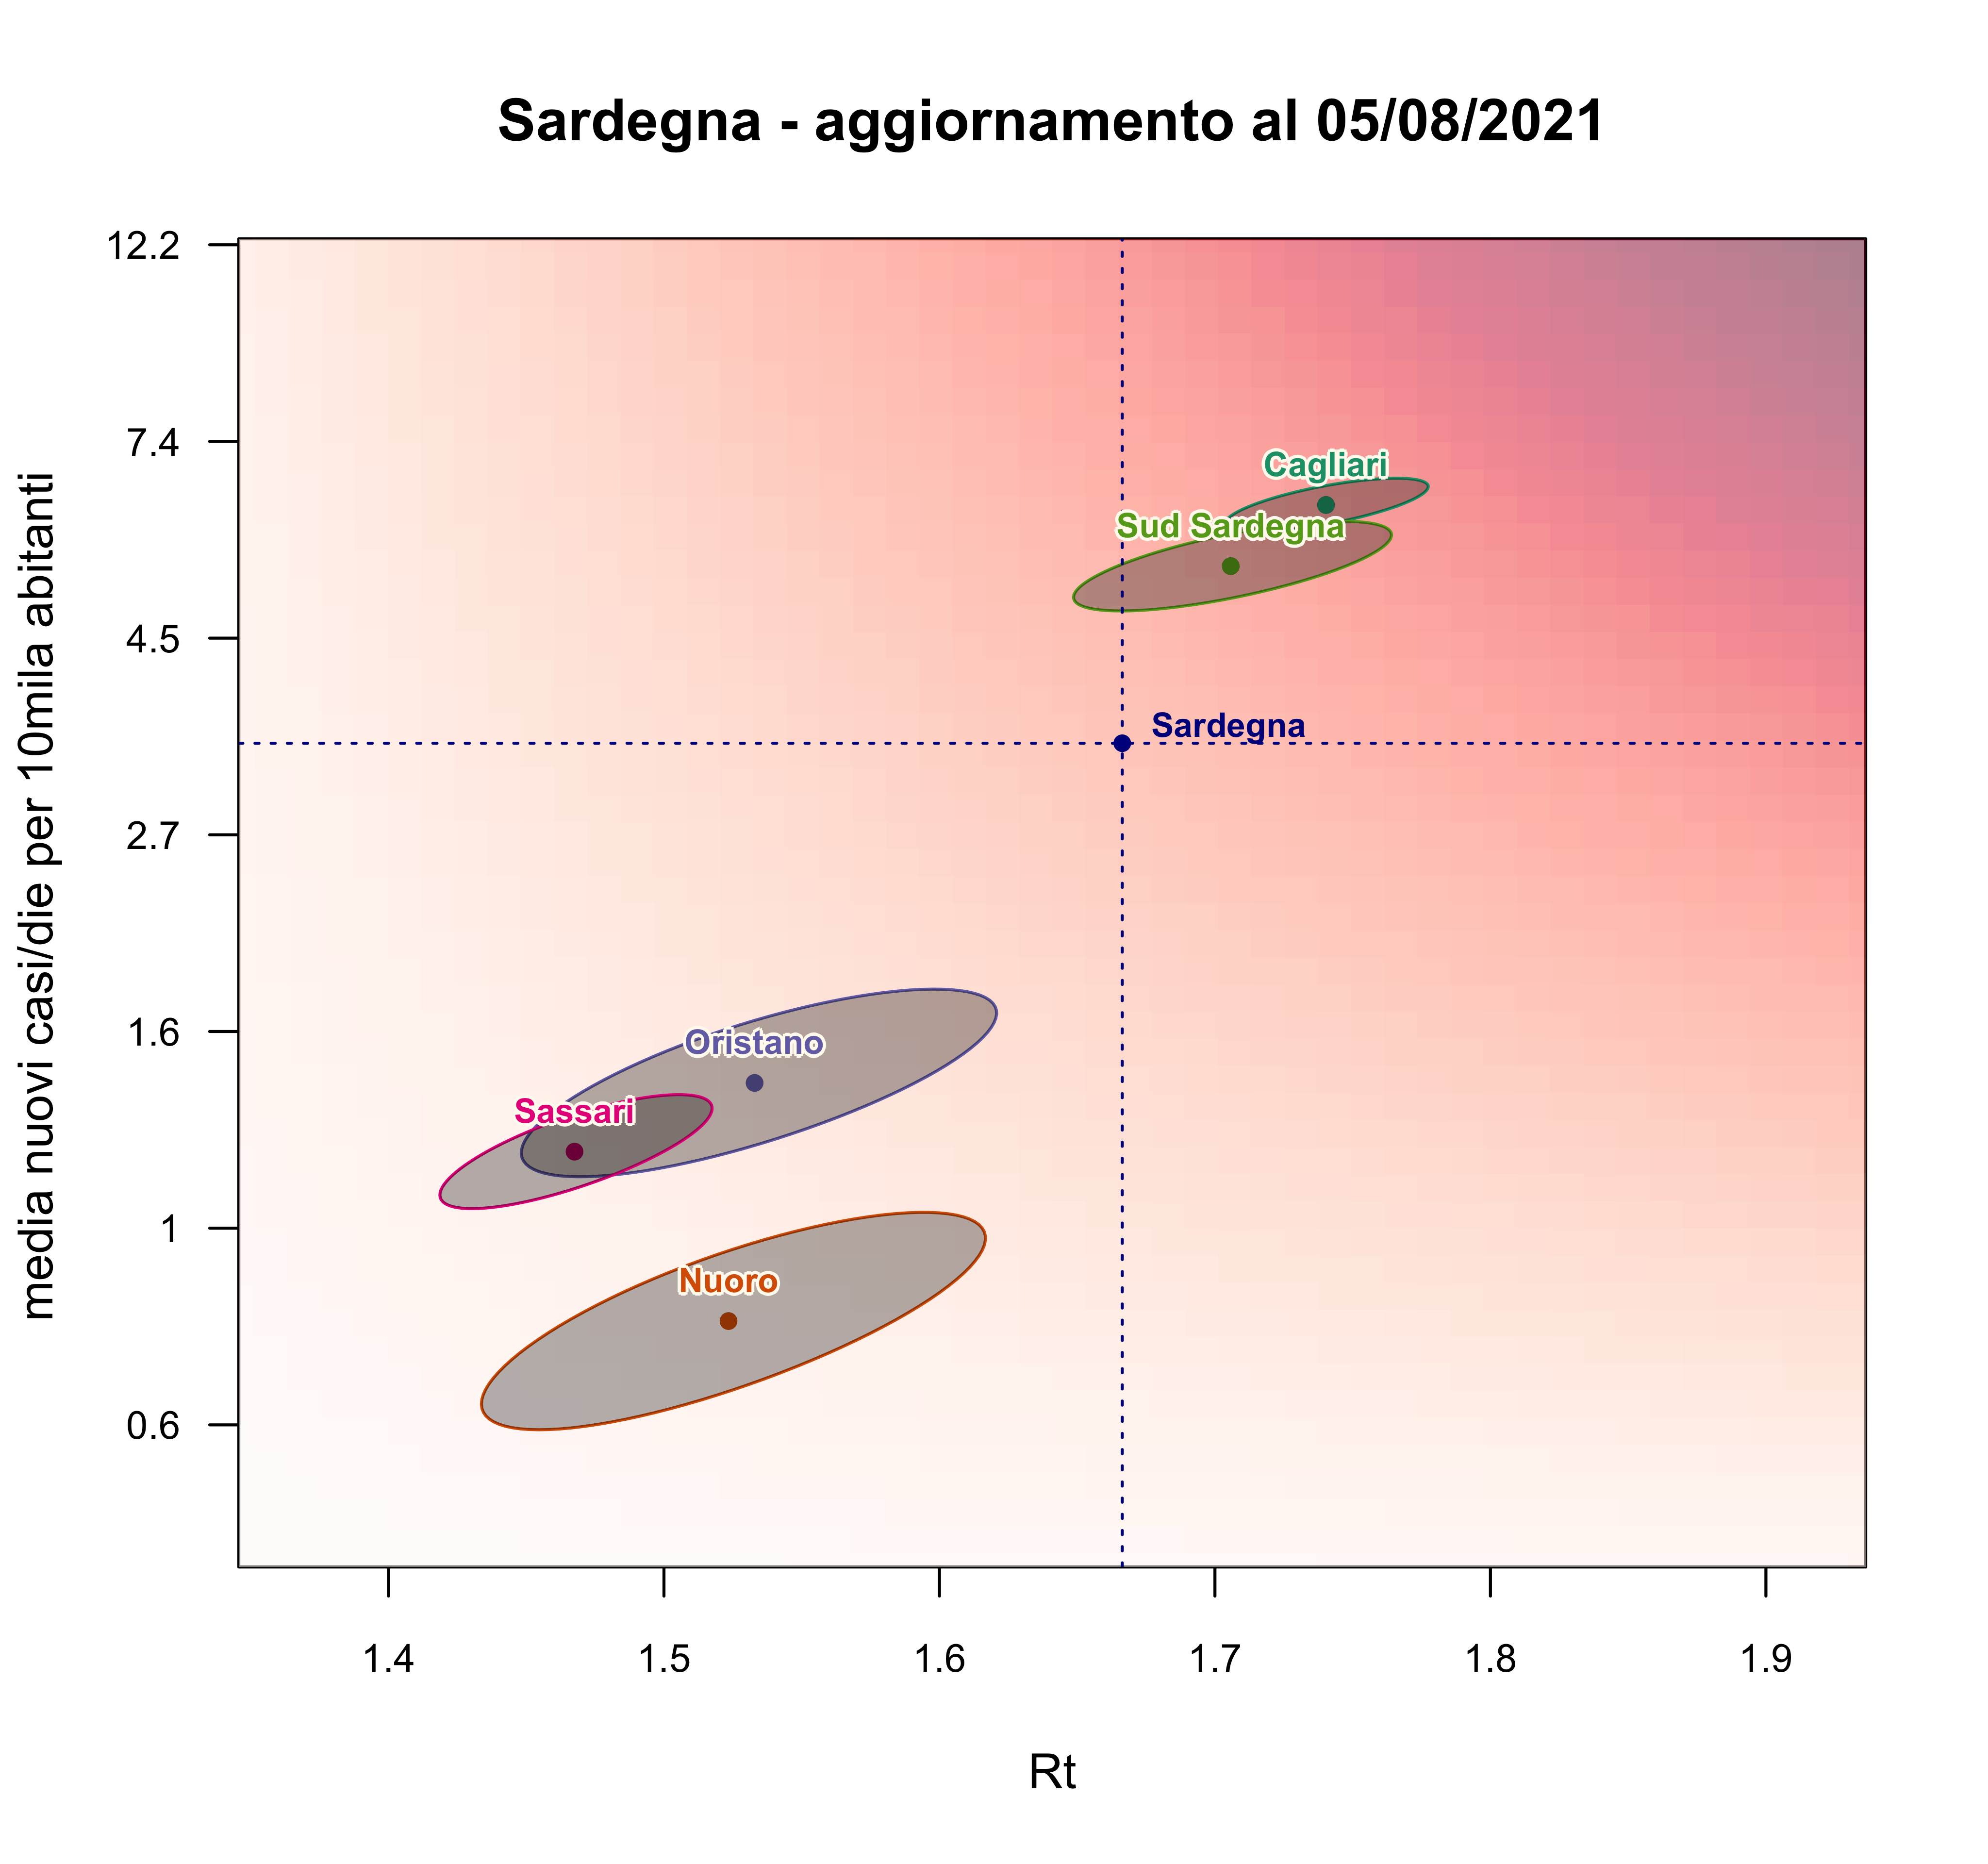 Sardegna - aggiornamento al 05/08/2021
media nuovi casi/die per 10mila abitanti
12.2
7.4
4.5
2.7
1.6
1
0.6
Cagliari
Sud Sardegna
Sardegna
Oristano
Sassari
Nuoro
1.4 1.5 1.6 1.7 1.8 1.9
Rt